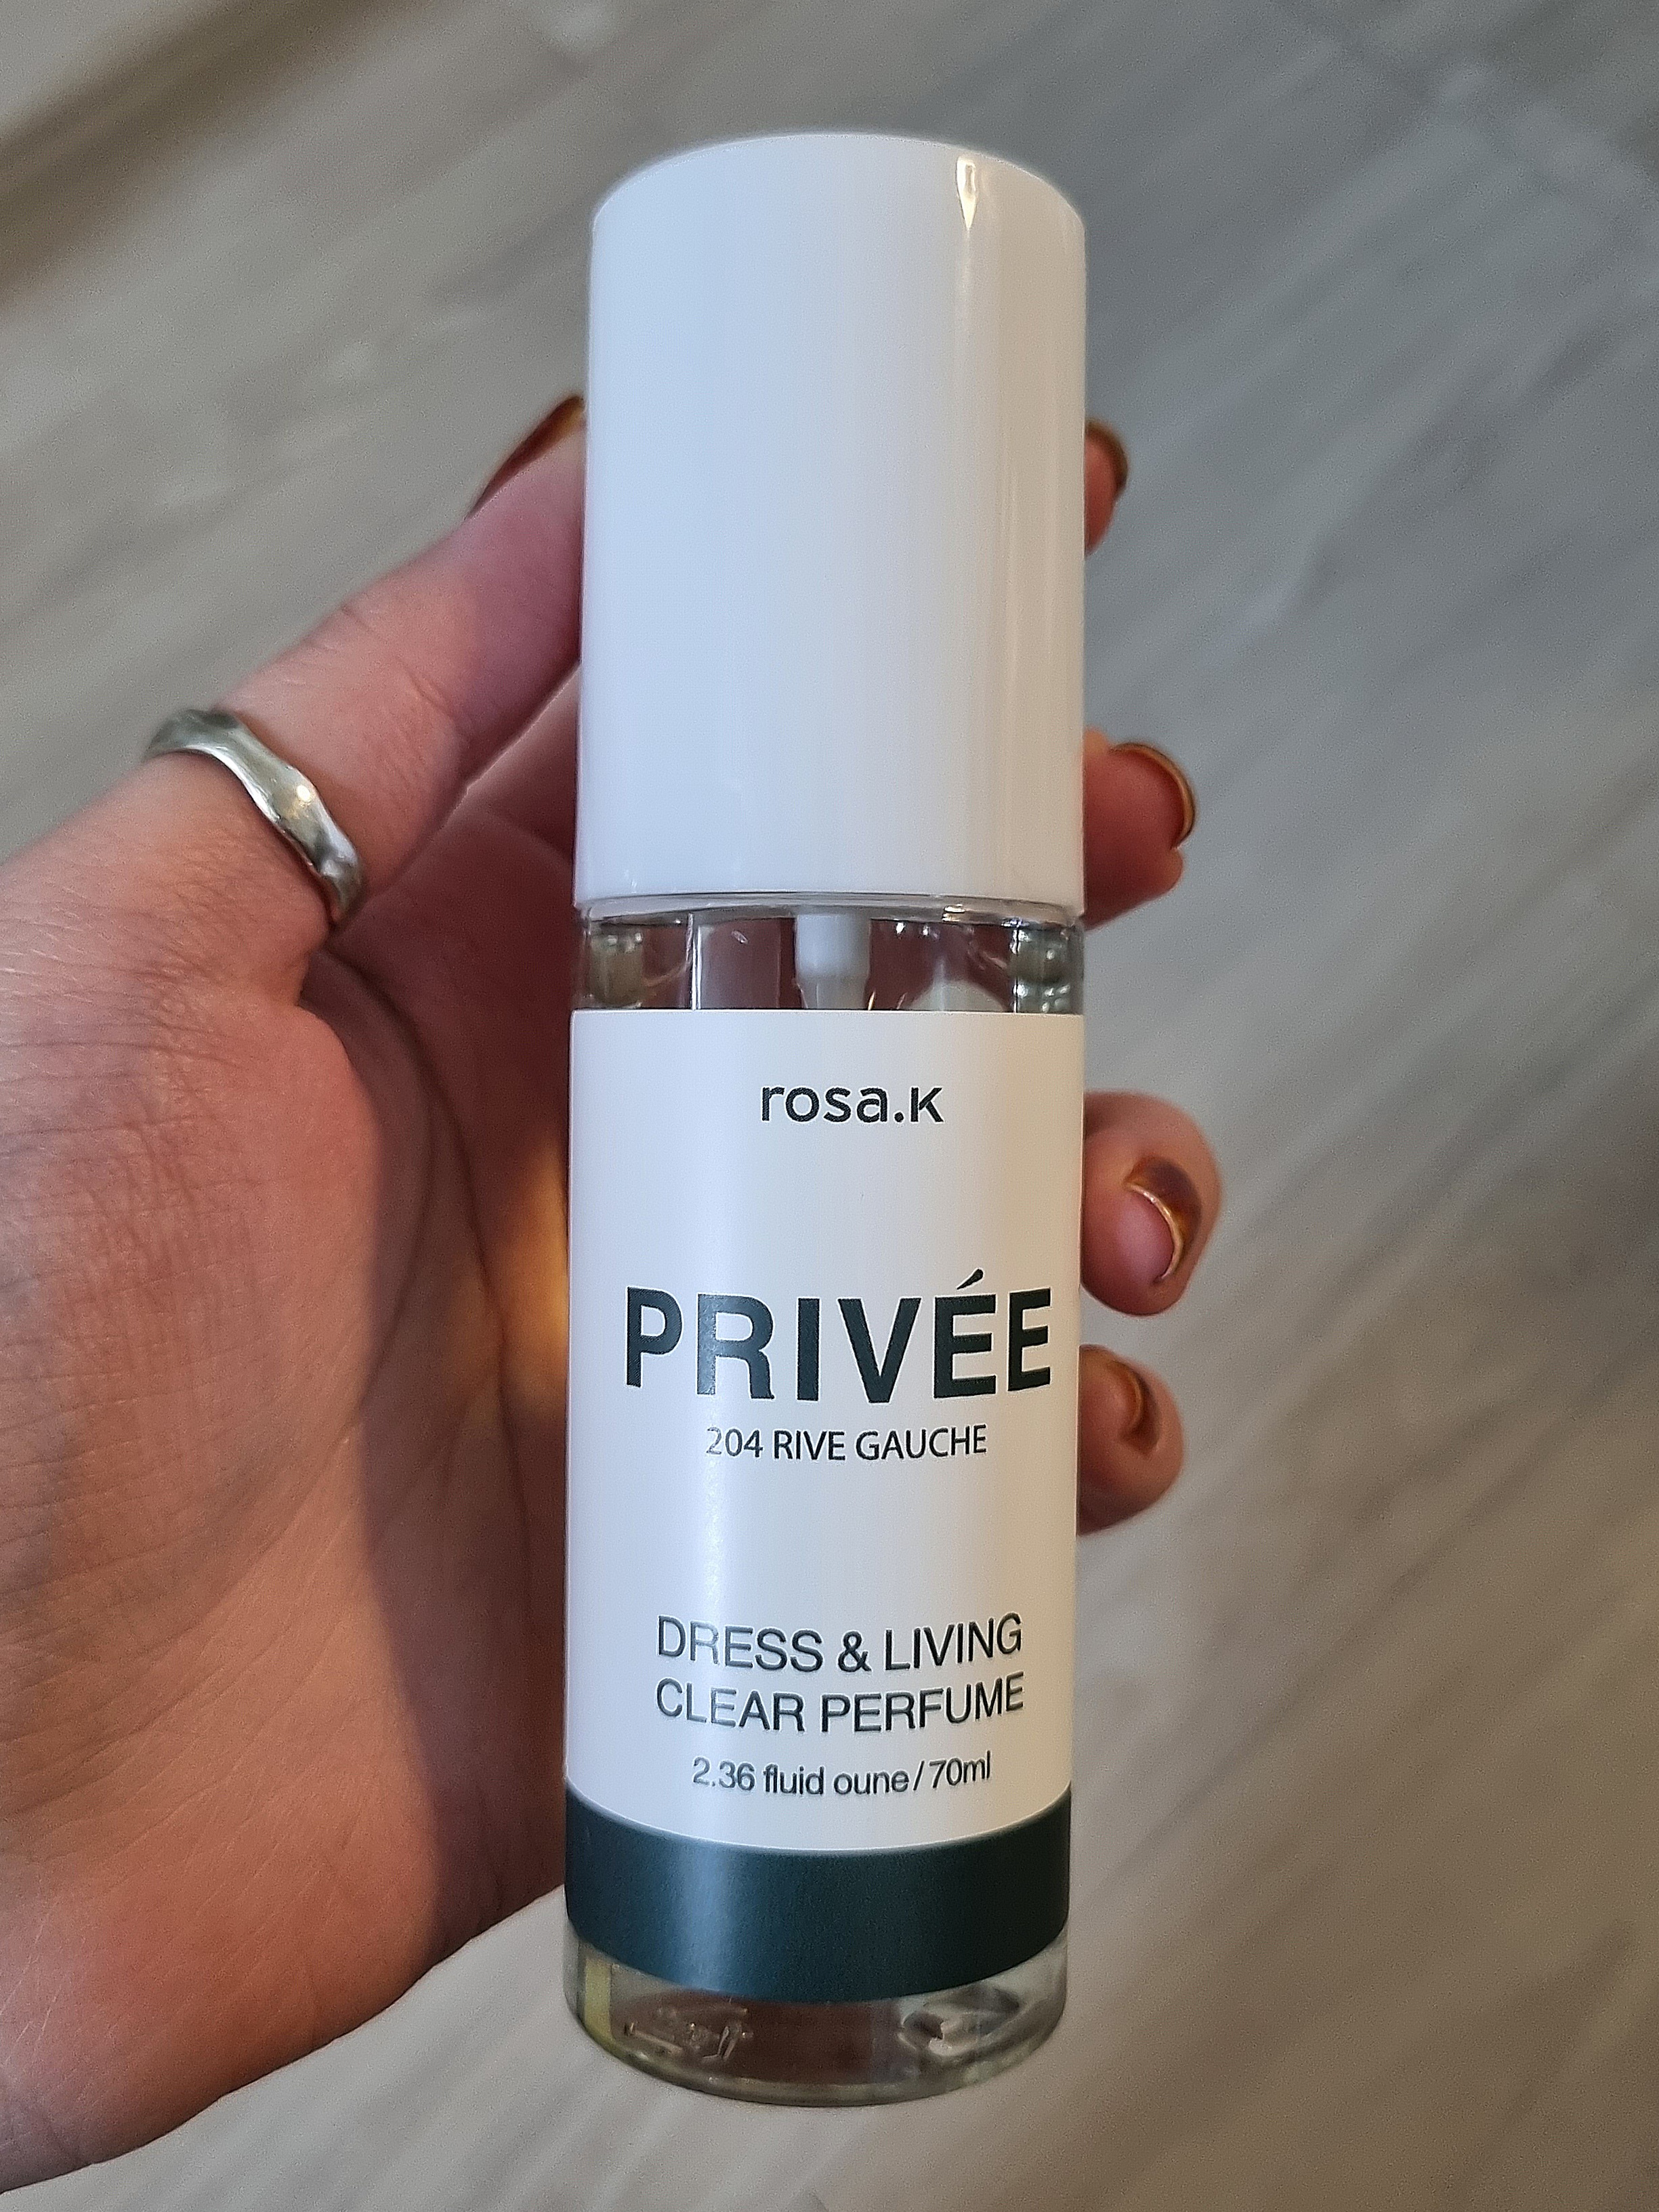 rosa.K
PRIVÉE
204 RIVE GAUCHE
DRESS & LIVING
CLEAR PERFUME
2.36 fluid oune/70ml